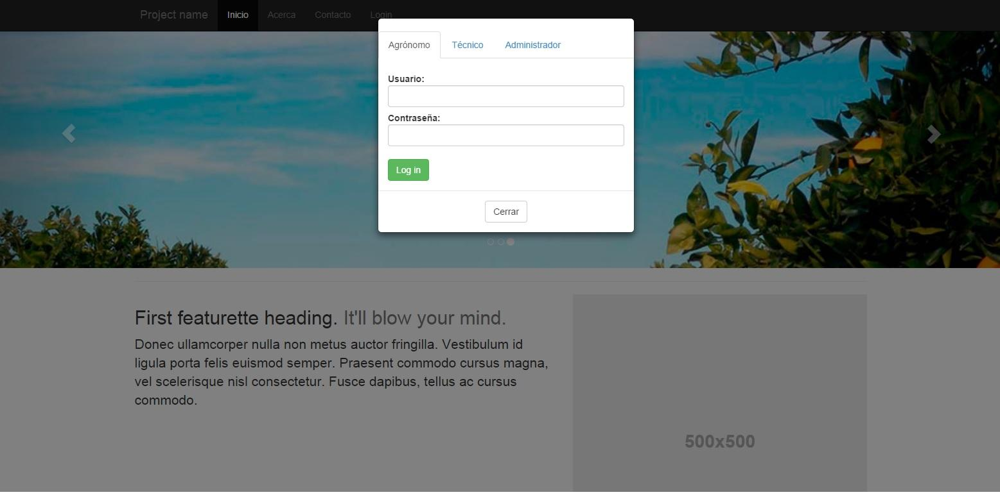 Project name Inicio Acerca Contacto Login
Agrónomo Técnico Administrador
Usuario:
Contraseña:
Log in
Cerrar
First featurette heading. It'll blow your mind.
Donec ullamcorper nulla non metus auctor fringilla. Vestibulum id
ligula porta felis euismod semper. Praesent commodo cursus magna,
vel scelerisque nisl consectetur. Fusce dapibus, tellus ac cursus
commodo.
500x500